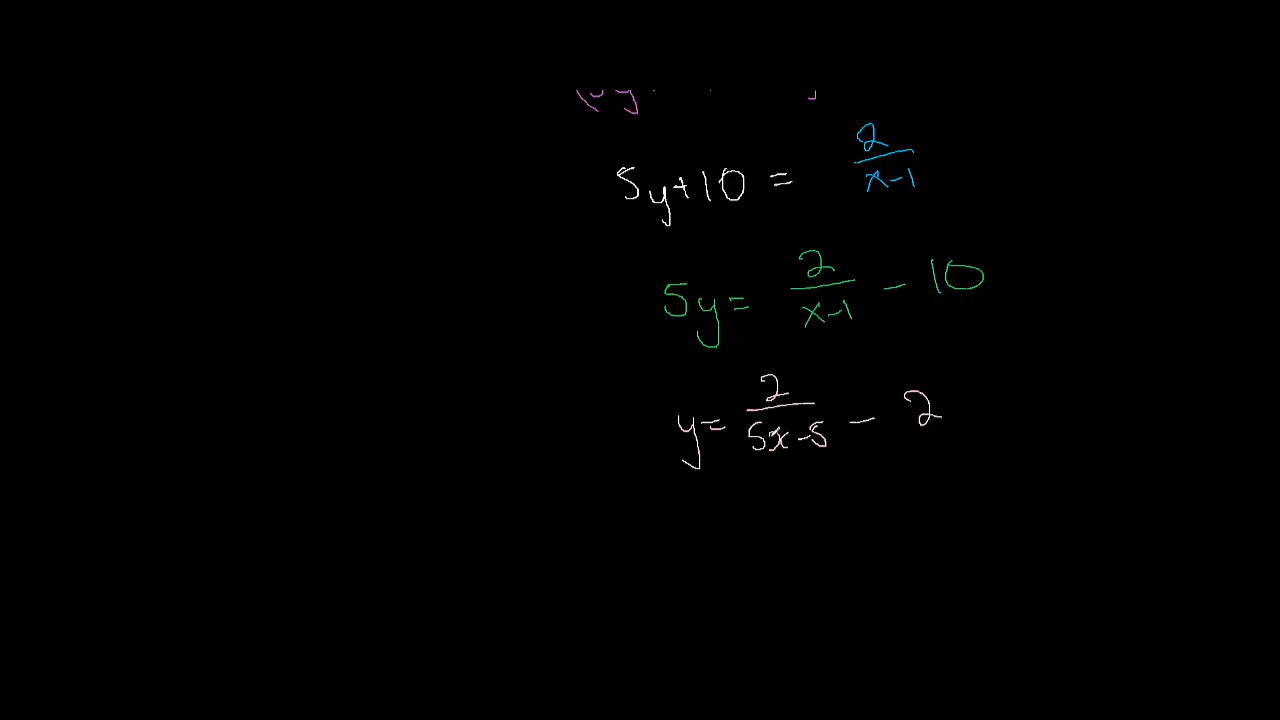 5y+10 = 2/(x-1)
5y = 2/(x-1) - 10
y = 2/(5x-5) - 2